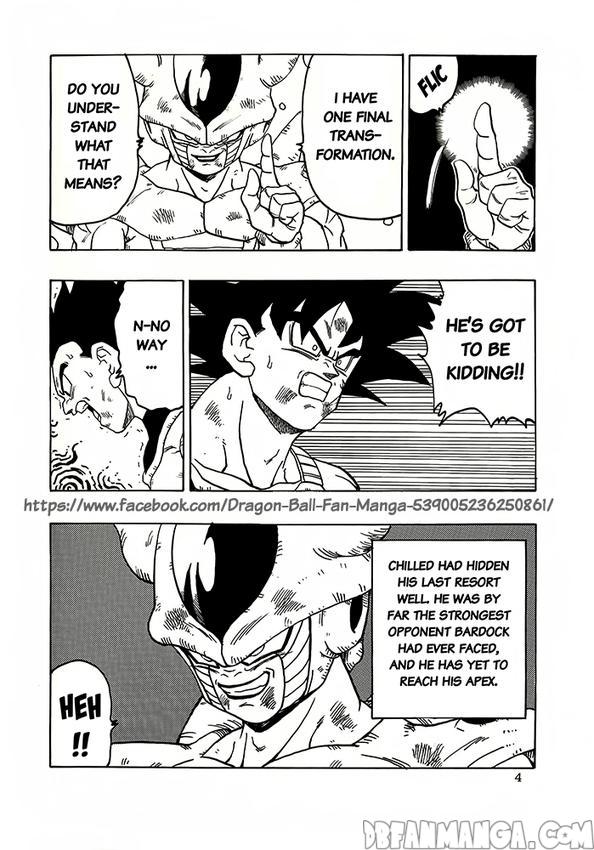 FLIC
I HAVE
ONE FINAL
TRANS-
FORMATION.
DO YOU
UNDER-
STAND
WHAT
THAT
MEANS?
HE'S GOT
TO BE
KIDDING!!
N-NO
WAY
...
https://www.facebook.com/Dragon-Ball-Fan-Manga-539005236250861/
CHILLED HAD HIDDEN
HIS LAST RESORT
WELL. HE WAS BY
FAR THE STRONGEST
OPPONENT BARDOCK
HAD EVER FACED,
AND HE HAS YET TO
REACH HIS APEX.
HEH
!!
4
DBFANMANGA.COM